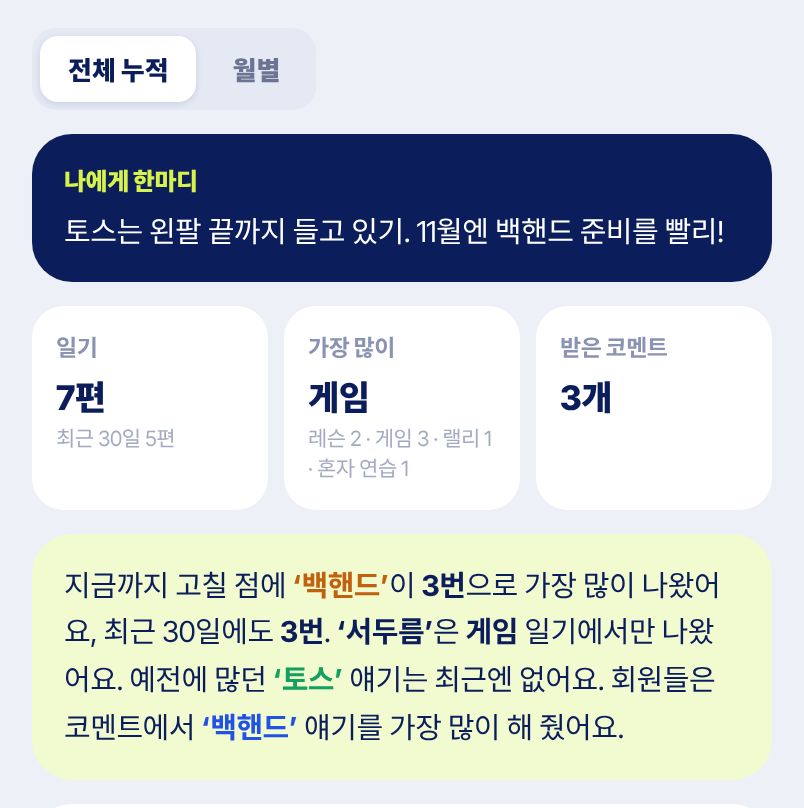 전체 누적
월별
나에게 한마디
토스는 왼팔 끝까지 들고 있기. 11월엔 백핸드 준비를 빨리!
일기
7편
최근 30일 5편
가장 많이
게임
레슨 2 · 게임 3 · 랠리 1
· 혼자 연습 1
받은 코멘트
3개
지금까지 고칠 점에 ‘백핸드’이 3번으로 가장 많이 나왔어
요, 최근 30일에도 3번. ‘서두름’은 게임 일기에서만 나왔
어요. 예전에 많던 ‘토스’ 얘기는 최근엔 없어요. 회원들은
코멘트에서 ‘백핸드’ 얘기를 가장 많이 해 줬어요.